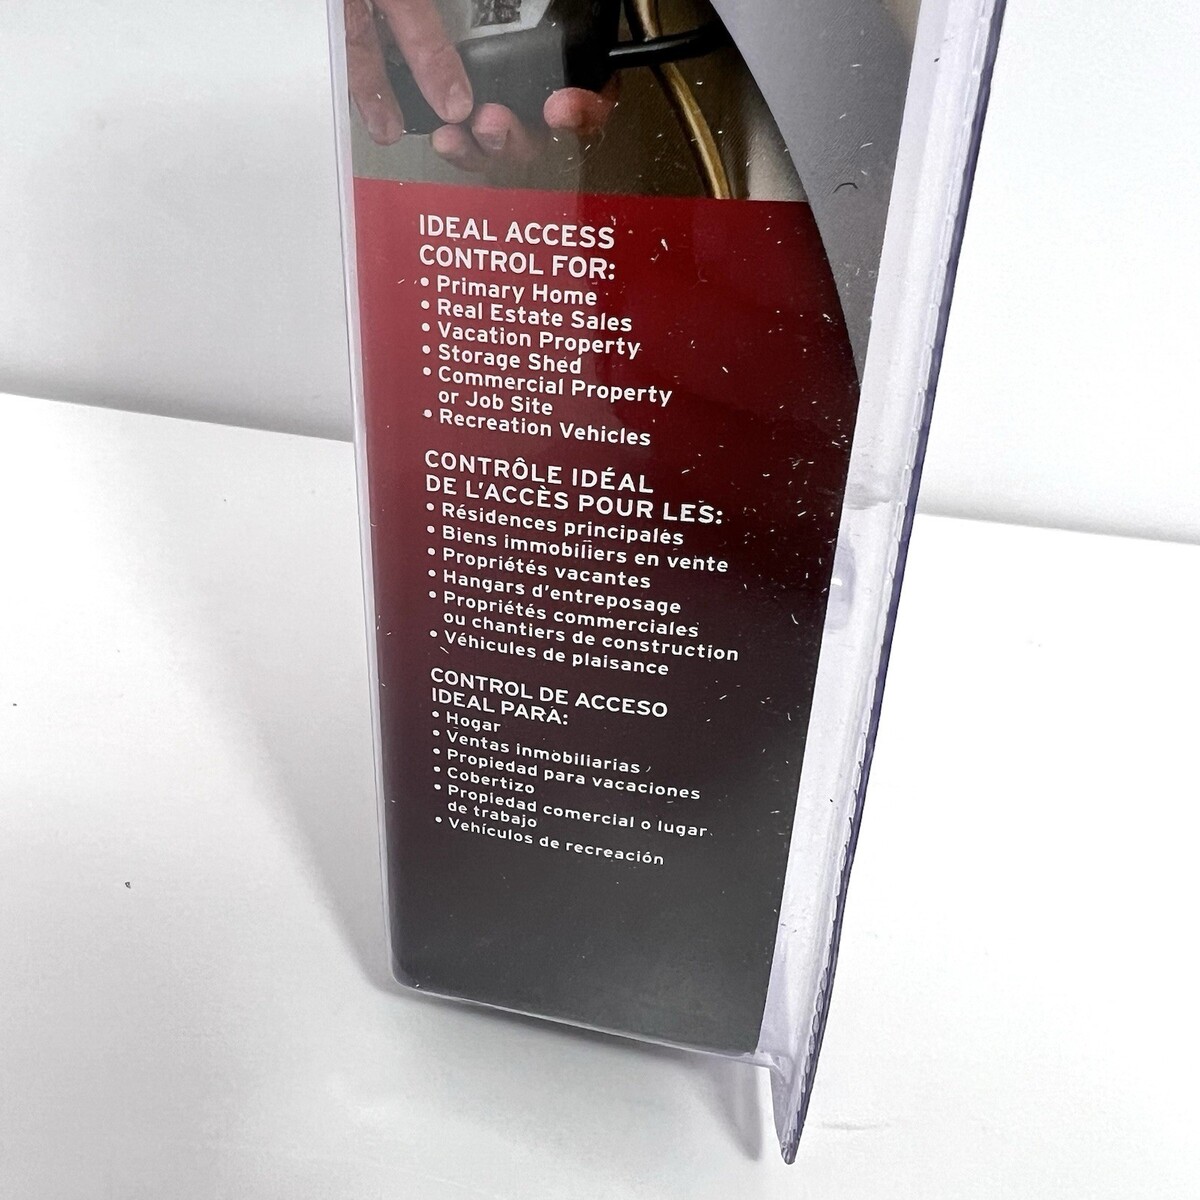 IDEAL ACCESS
CONTROL FOR:
• Primary Home
• Real Estate Sales
• Vacation Property
• Storage Shed
• Commercial Property
or Job Site
• Recreation Vehicles
CONTRÔLE IDÉAL
DE L'ACCÈS POUR LES:
• Résidences principales
• Biens immobiliers en vente
• Propriétés vacantes
• Hangars d'entreposage
• Propriétés commerciales
ou chantiers de construction
• Véhicules de plaisance
CONTROL DE ACCESO
IDEAL PARA:
• Hogar
• Ventas inmobiliarias
• Propiedad para vacaciones
• Cobertizo
• Propiedad comercial o lugar
de trabajo
• Vehículos de recreación